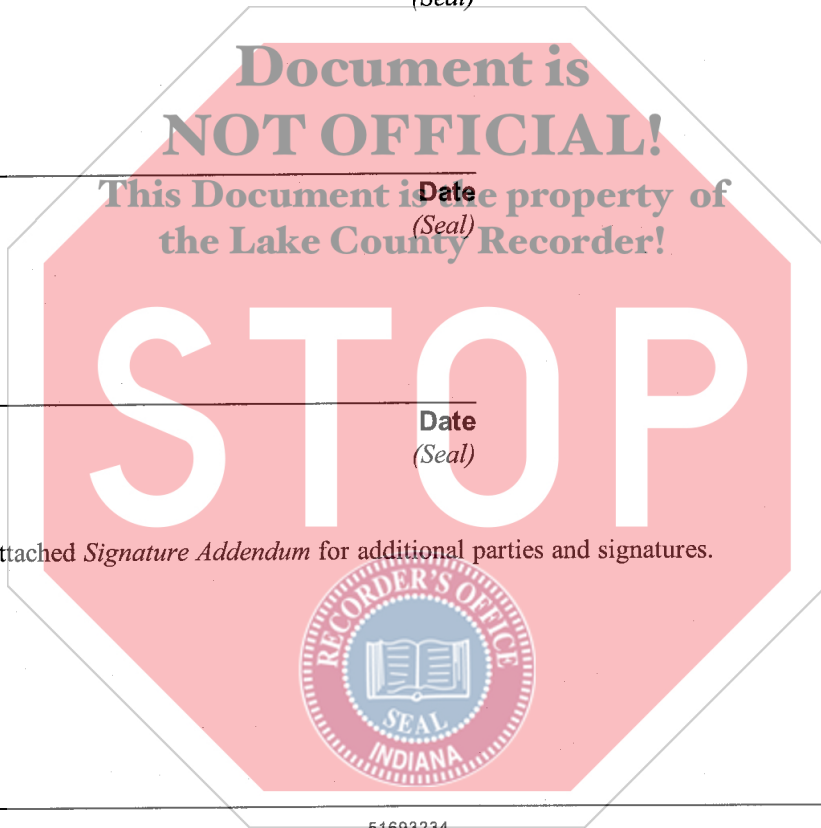 (Seal)
Document is
NOT OFFICIAL!
Date
This Document is the property of
(Seal)
the Lake County Recorder!
STOP
Date
(Seal)
ttached Signature Addendum for additional parties and signatures.
RECORDER'S OFFICE
SEAL
INDIANA
51693234